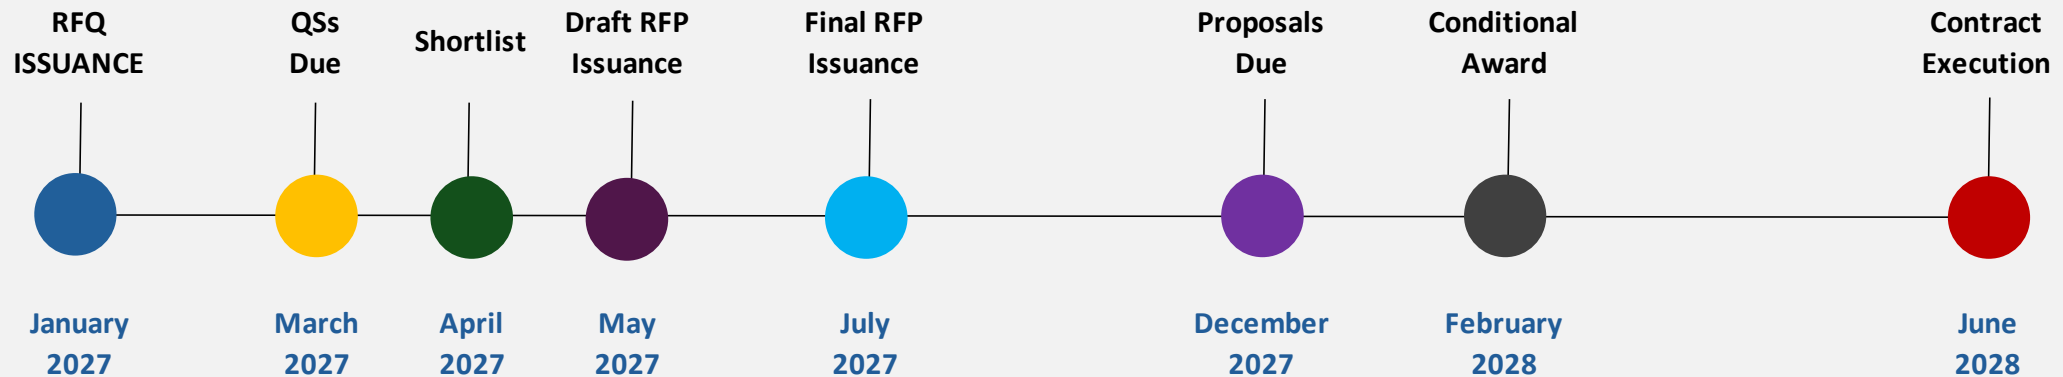 RFQ
ISSUANCE
QSs
Due
Shortlist
Draft RFP
Issuance
Final RFP
Issuance
Proposals
Due
Conditional
Award
Contract
Execution
January
2027
March
2027
April
2027
May
2027
July
2027
December
2027
February
2028
June
2028